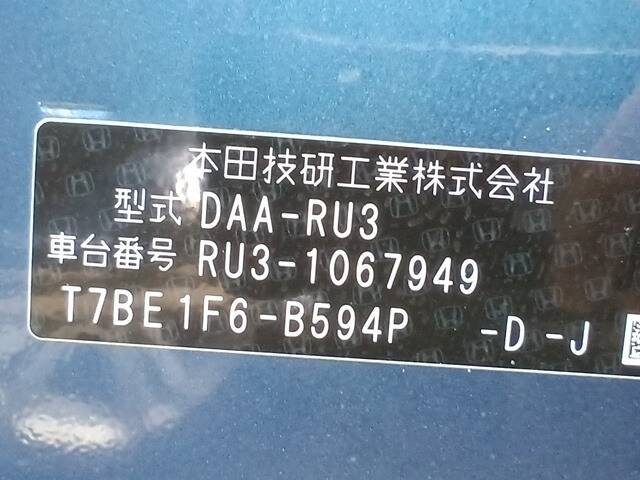 本田技研工業株式会社
型式 DAA-RU3
車台番号 RU3-1067949
T7BE1F6-B594P -D-J